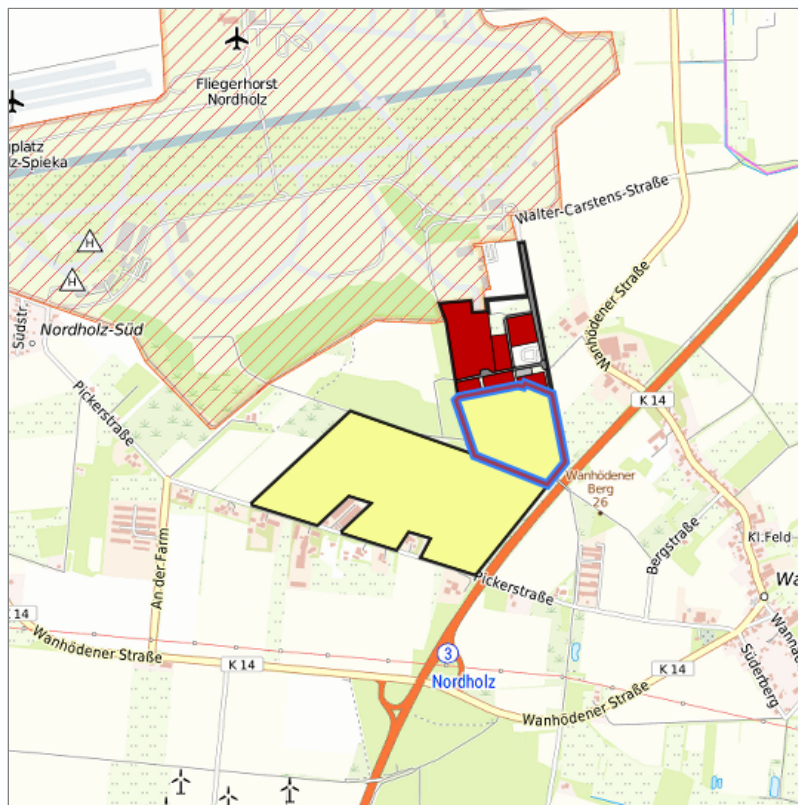 Fliegerhorst
Nordholz
platz
z-Spieka
Walter-Carstens-Straße
H
H
Südstr.
Nordholz-Süd
Wanhödener Straße
K 14
Pickerstraße
Wanhödener
Berg
26
An der Farm
Bergstraße
Kl.Feld
Pickerstraße
Wa
14
Wanhödener Straße
K 14
3
Nordholz
K 14
Wanna
Süderberg
Wanhödener Straße